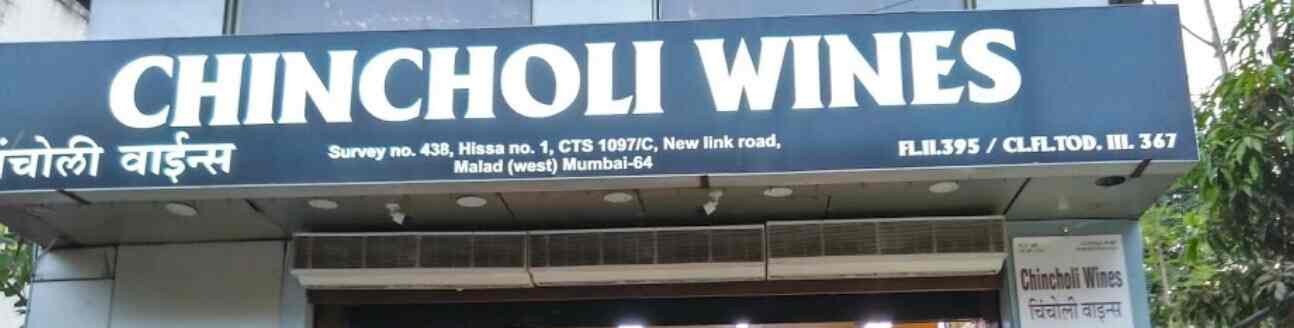 CHINCHOLI WINES
चिंचोली वाईन्स
Survey no. 438, Hissa no. 1, CTS 1097/C, New link road,
Malad (west) Mumbai-64
FL.II.395 / CL.FL.TOD. III. 367
Chincholi Wines
चिंचोली वाइन्स